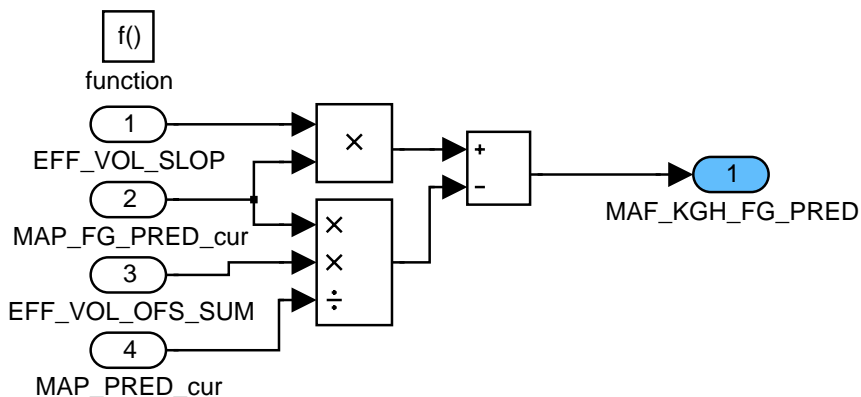 f()
function
1
EFF_VOL_SLOP
2
MAP_FG_PRED_cur
3
EFF_VOL_OFS_SUM
4
MAP_PRED_cur
×
×
×
÷
+
−
1
MAF_KGH_FG_PRED